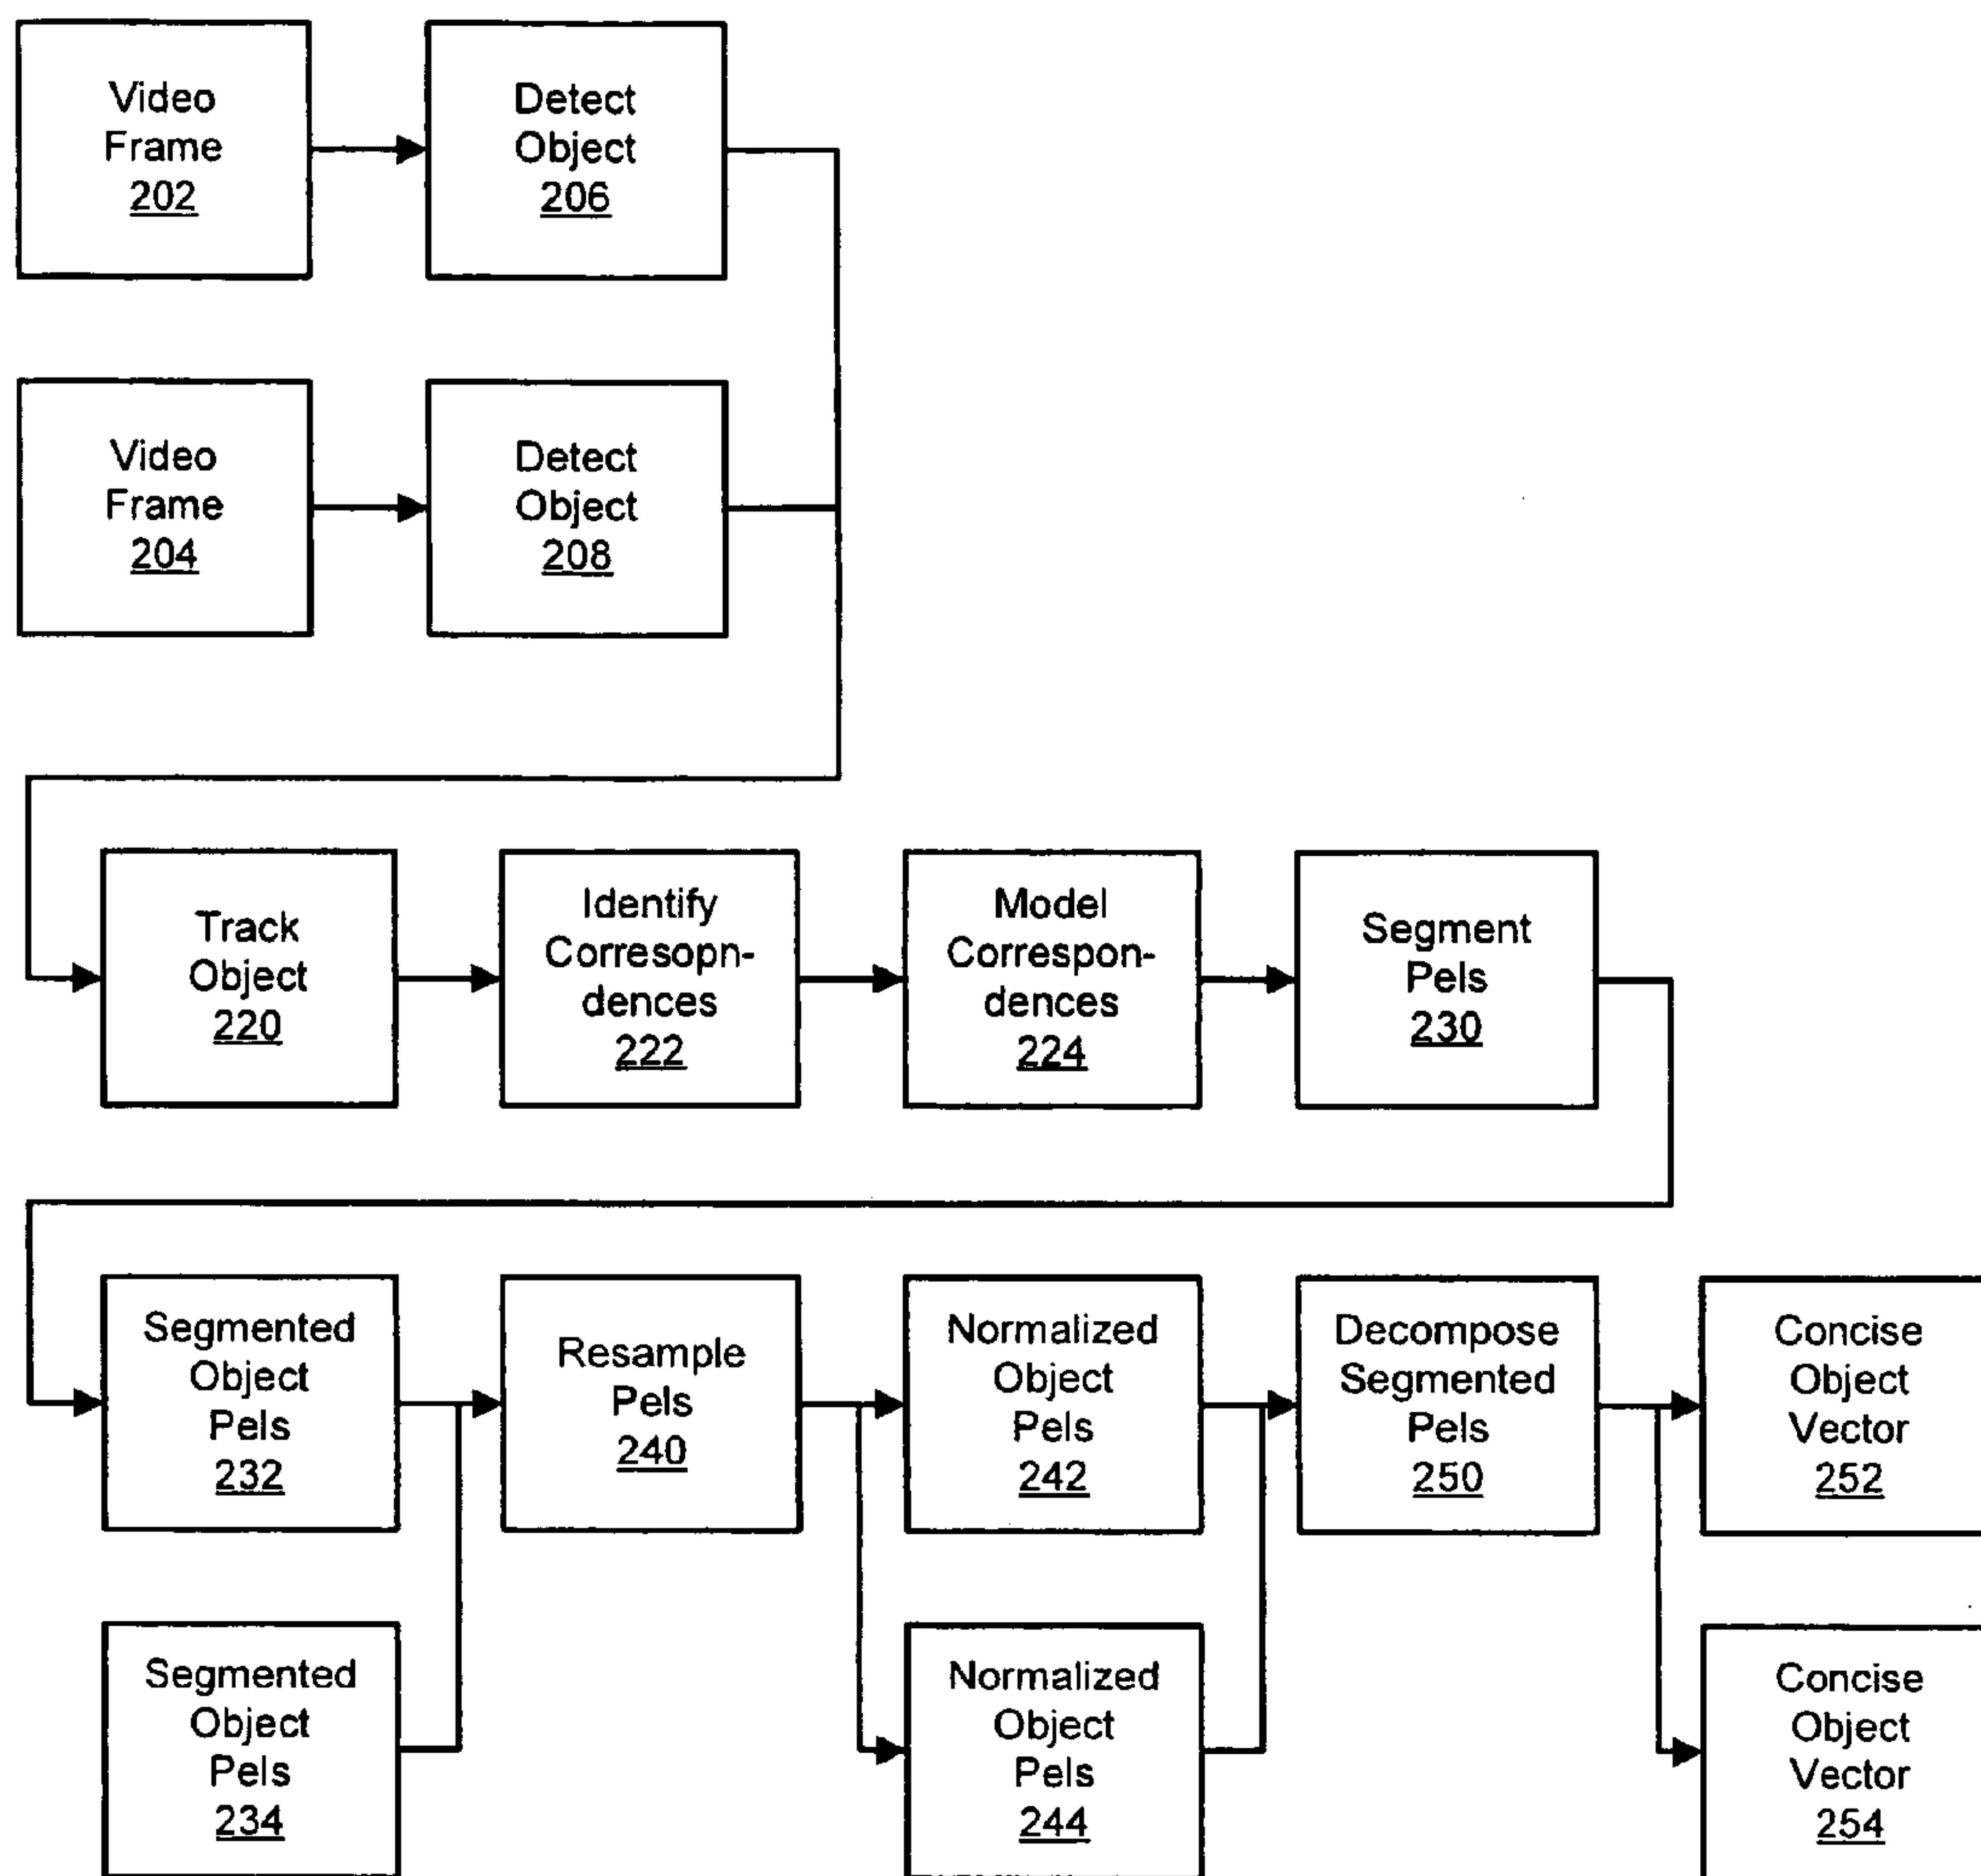 Video
Frame
202
Detect
Object
206
Video
Frame
204
Detect
Object
208
Track
Object
220
Identify
Corresopn-
dences
222
Model
Correspon-
dences
224
Segment
Pels
230
Segmented
Object
Pels
232
Resample
Pels
240
Normalized
Object
Pels
242
Decompose
Segmented
Pels
250
Concise
Object
Vector
252
Segmented
Object
Pels
234
Normalized
Object
Pels
244
Concise
Object
Vector
254